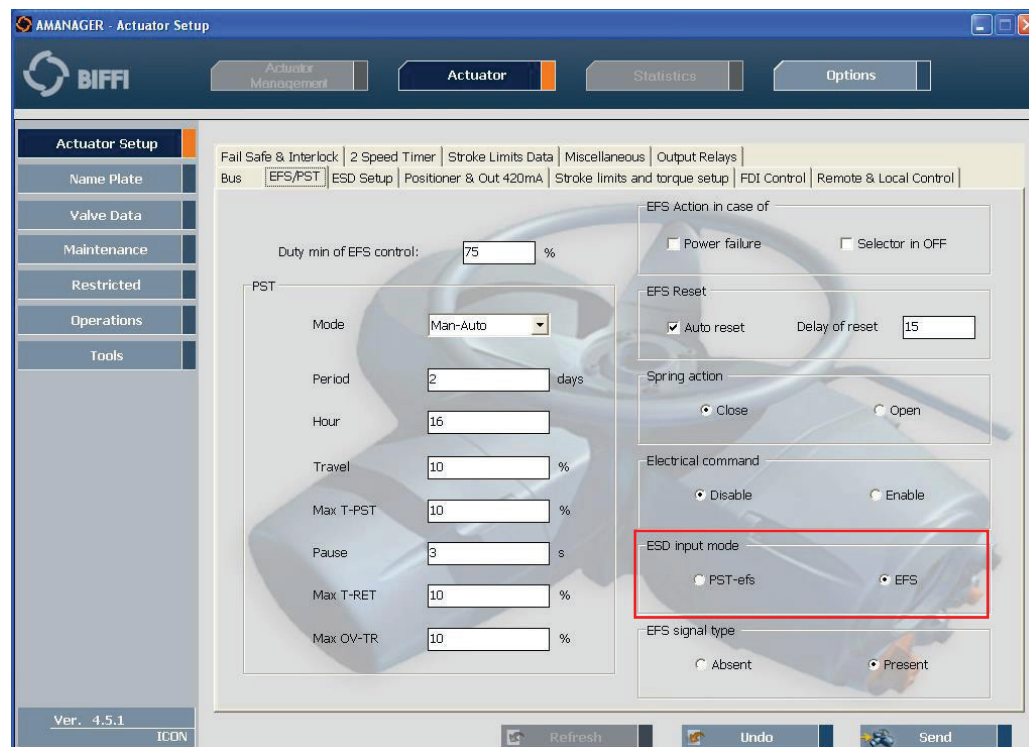 AMANAGER - Actuator Setup
BIFFI
Actuator Management
Actuator
Statistics
Options
Actuator Setup
Name Plate
Valve Data
Maintenance
Restricted
Operations
Tools
Fail Safe & Interlock 2 Speed Timer Stroke Limits Data Miscellaneous Output Relays
Bus EFS/PST ESD Setup Positioner & Out 420mA Stroke limits and torque setup FDI Control Remote & Local Control
Duty min of EFS control: 75 %
PST
Mode Man-Auto
Period 2 days
Hour 16
Travel 10 %
Max T-PST 10 %
Pause 3 s
Max T-RET 10 %
Max OV-TR 10 %
EFS Action in case of
Power failure Selector in OFF
EFS Reset
Auto reset Delay of reset 15
Spring action
Close Open
Electrical command
Disable Enable
ESD input mode
PST-efs EFS
EFS signal type
Absent Present
Ver. 4.5.1
ICON
Refresh Undo Send